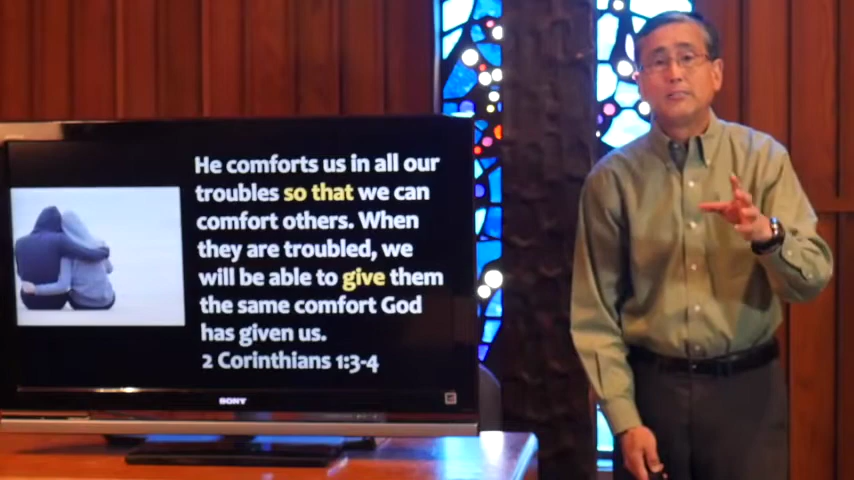 He comforts us in all our
troubles so that we can
comfort others. When
they are troubled, we
will be able to give them
the same comfort God
has given us.
2 Corinthians 1:3-4
SONY